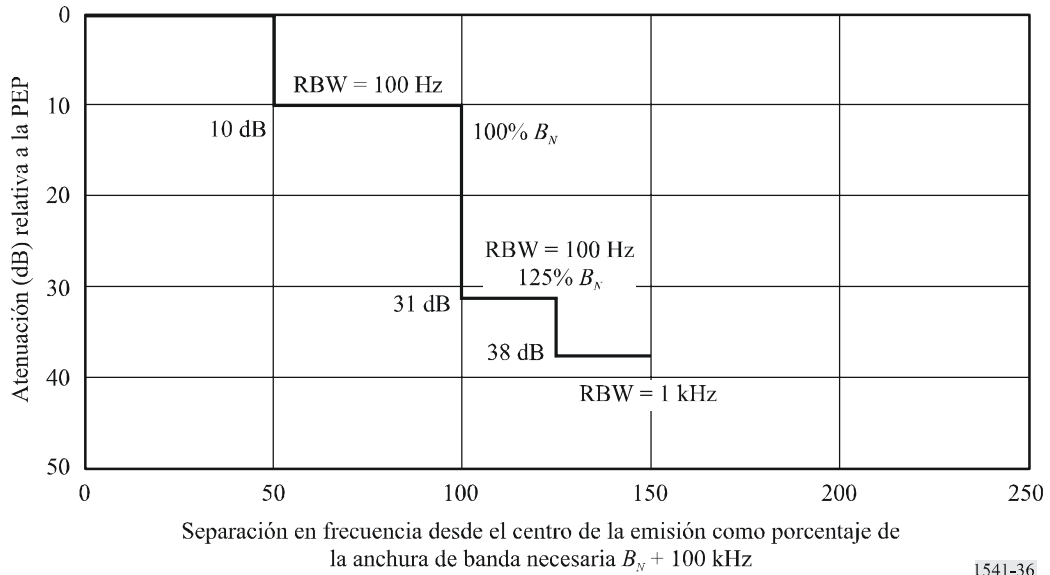 0
10
20
30
40
50
Atenuación (dB) relativa a la PEP
RBW = 100 Hz
10 dB
100% B_N
RBW = 100 Hz
125% B_N
31 dB
38 dB
RBW = 1 kHz
0 50 100 150 200 250
Separación en frecuencia desde el centro de la emisión como porcentaje de
la anchura de banda necesaria B_N + 100 kHz
1541-36